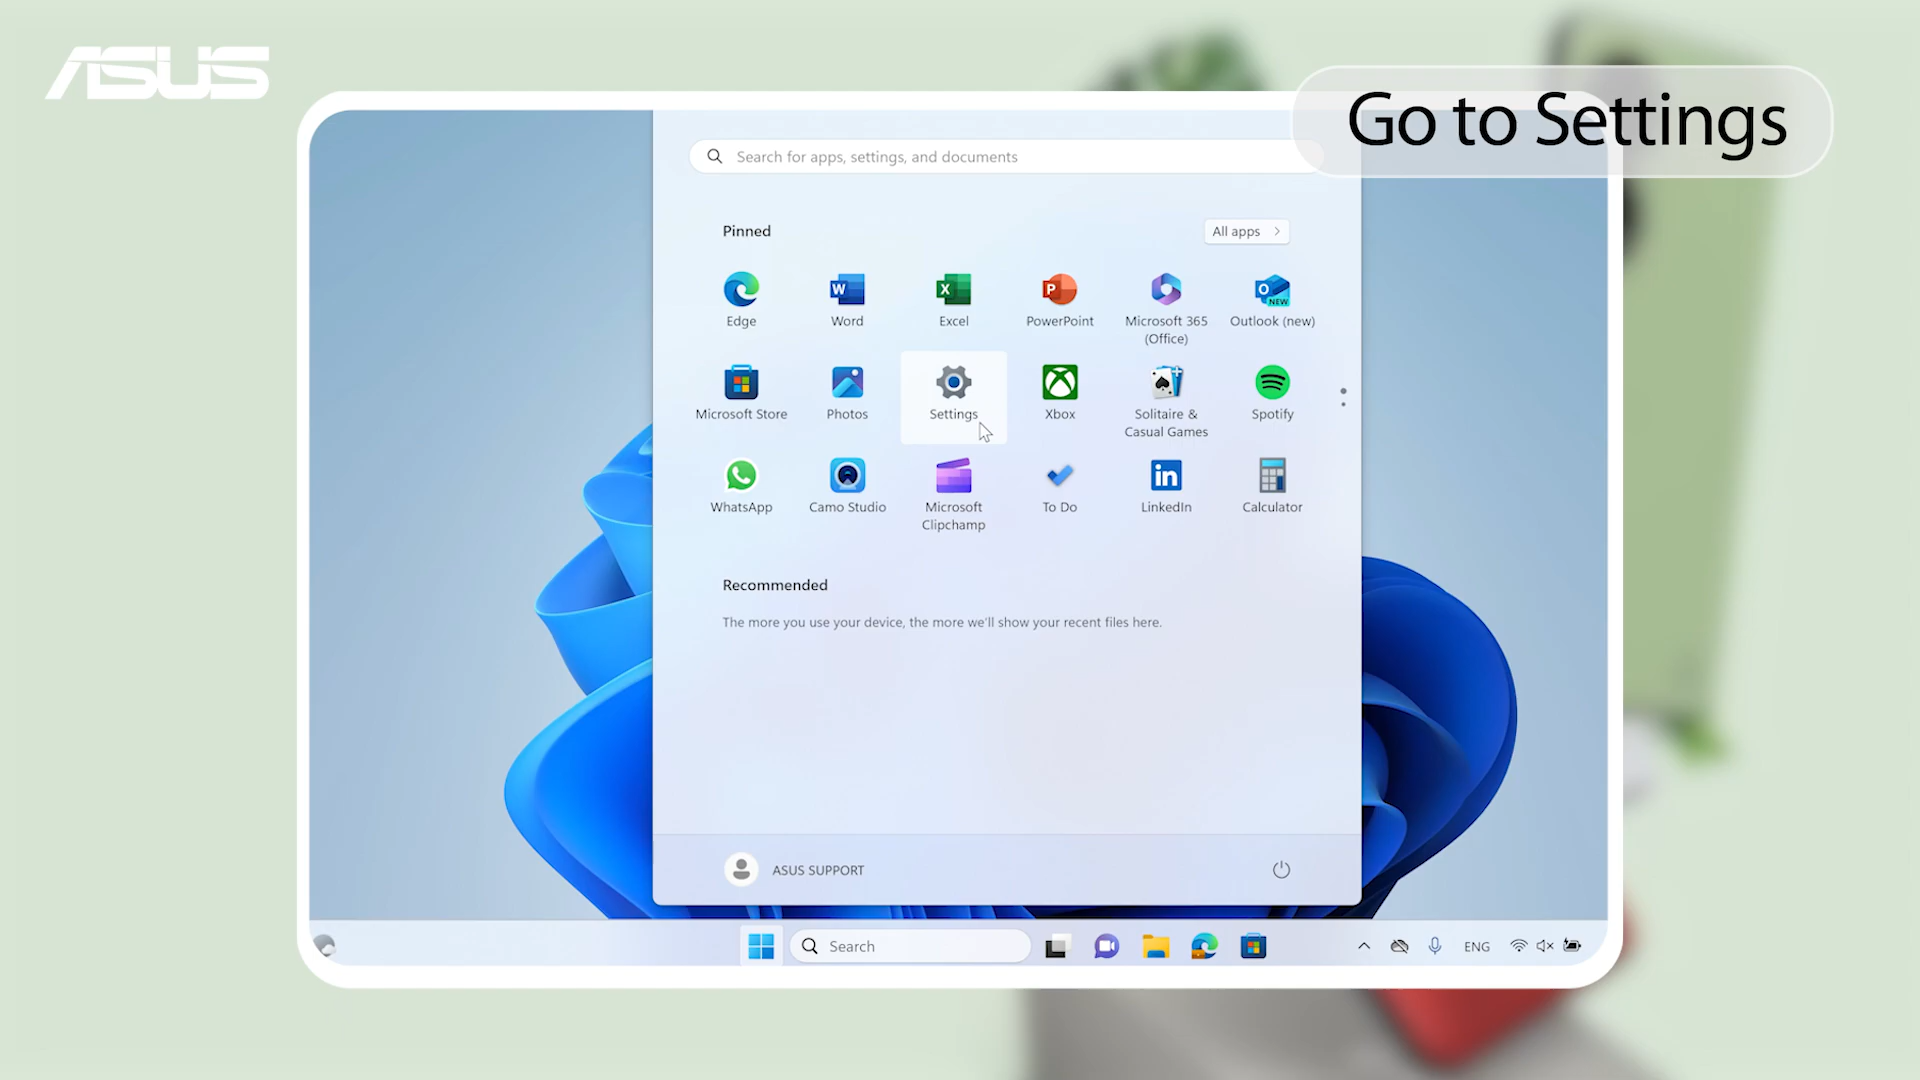 ASUS
Go to Settings
Search for apps, settings, and documents
Pinned
All apps
Edge
Word
Excel
PowerPoint
Microsoft 365
(Office)
Outlook (new)
Microsoft Store
Photos
Settings
Xbox
Solitaire &
Casual Games
Spotify
WhatsApp
Camo Studio
Microsoft
Clipchamp
To Do
LinkedIn
Calculator
Recommended
The more you use your device, the more we'll show your recent files here.
ASUS SUPPORT
Search
ENG